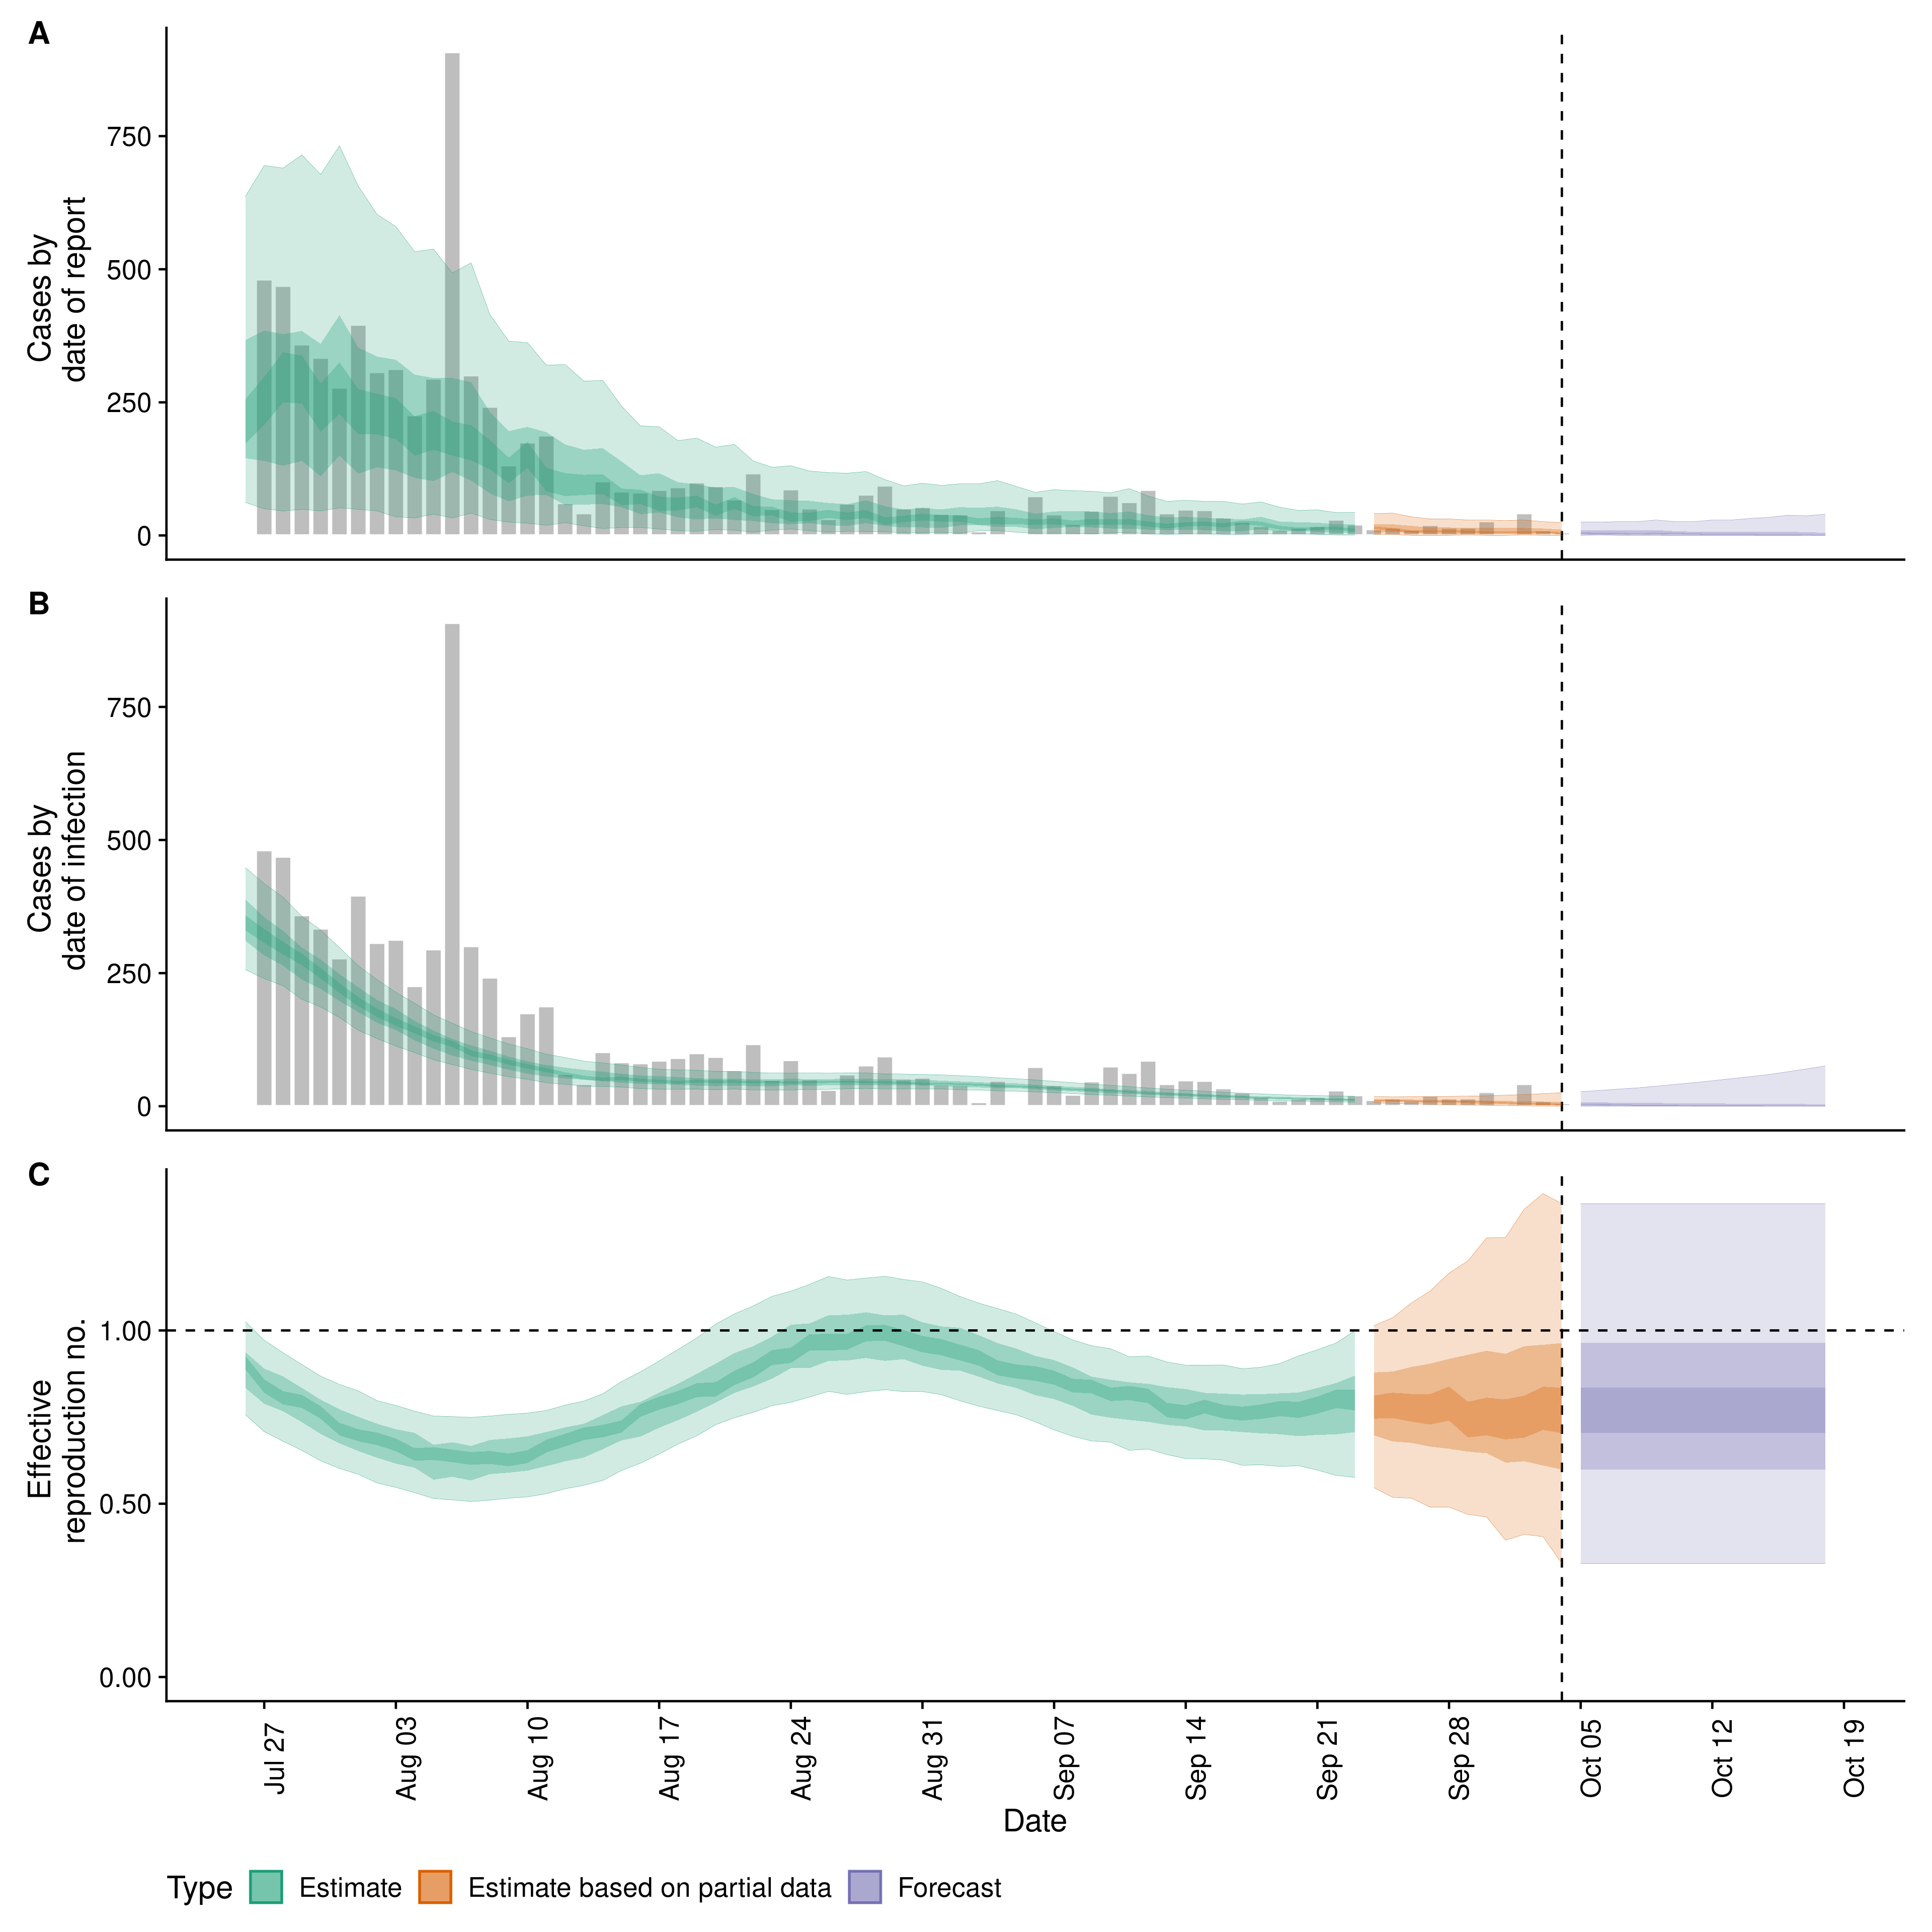 A
Cases by
date of report
750
500
250
0
B
Cases by
date of infection
750
500
250
0
C
Effective
reproduction no.
1.00
0.50
0.00
Jul 27
Aug 03
Aug 10
Aug 17
Aug 24
Aug 31
Sep 07
Sep 14
Sep 21
Sep 28
Oct 05
Oct 12
Oct 19
Date
Type Estimate Estimate based on partial data Forecast